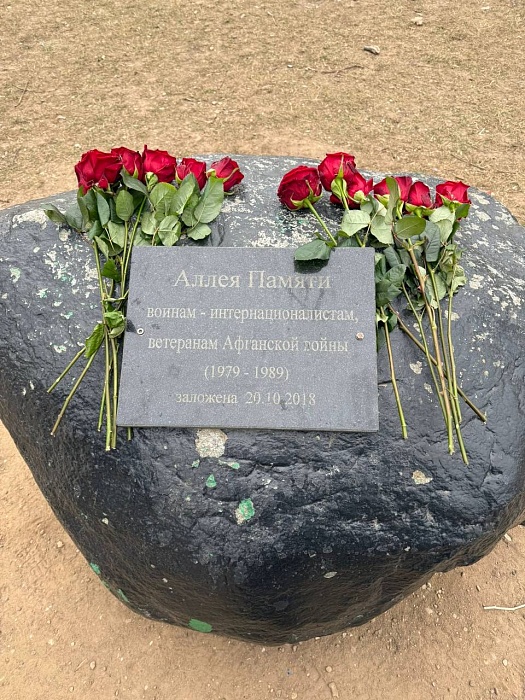 Аллея Памяти
воинам - интернационалистам,
ветеранам Афганской войны
(1979 - 1989)
заложена 20.10.2018